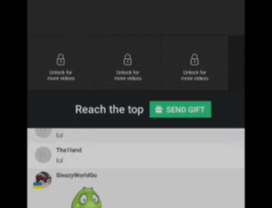 Unlock for
more videos
Unlock for
more videos
Unlock for
more videos
Reach the top
SEND GIFT
lol
Tha1land
lol
SleazyWorldGo